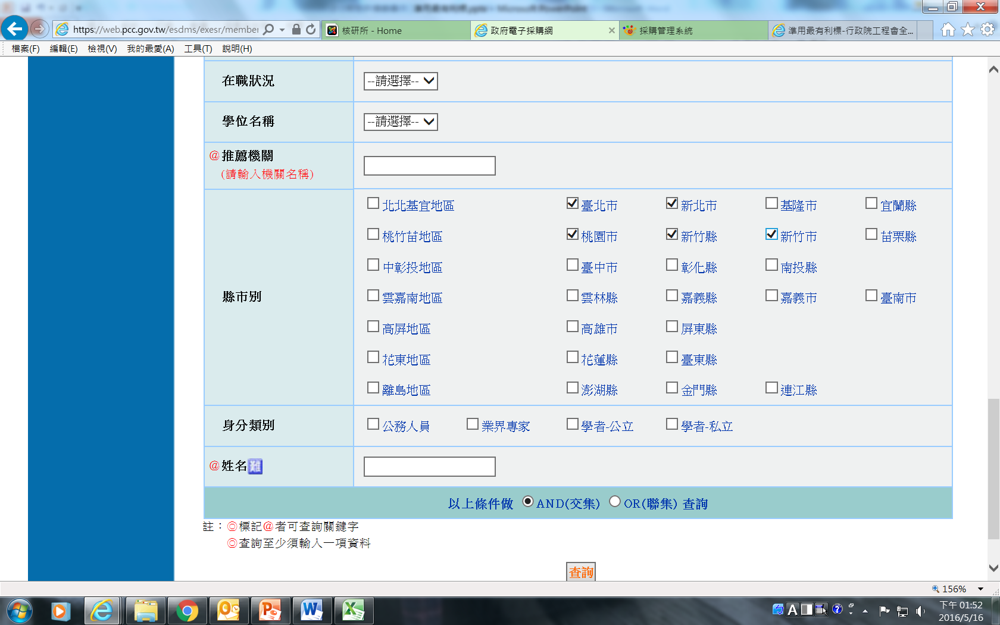 https://web.pcc.gov.tw/esdms/exesr/member
核研所 - Home
政府電子採購網
採購管理系統
準用最有利標-行政院工程會全...
檔案(F) 編輯(E) 檢視(V) 我的最愛(A) 工具(T) 說明(H)
在職狀況 --請選擇--
學位名稱 --請選擇--
@推薦機關
(請輸入機關名稱)
北北基宜地區 臺北市 新北市 基隆市 宜蘭縣
桃竹苗地區 桃園市 新竹縣 新竹市 苗栗縣
中彰投地區 臺中市 彰化縣 南投縣
縣市別 雲嘉南地區 雲林縣 嘉義縣 嘉義市 臺南市
高屏地區 高雄市 屏東縣
花東地區 花蓮縣 臺東縣
離島地區 澎湖縣 金門縣 連江縣
身分類別 公務人員 業界專家 學者-公立 學者-私立
@姓名難
以上條件做 AND(交集) OR(聯集) 查詢
註：◎標記@者可查詢關鍵字
◎查詢至少須輸入一項資料
查詢
156%
A
下午 01:52
2016/5/16